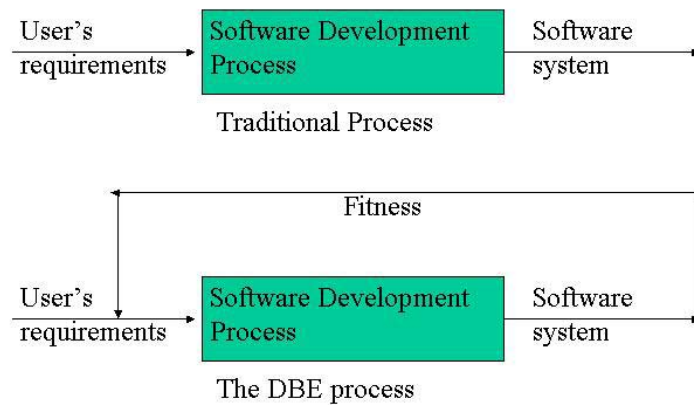 User's
requirements
Software Development
Process
Software
system
Traditional Process
Fitness
User's
requirements
Software Development
Process
Software
system
The DBE process